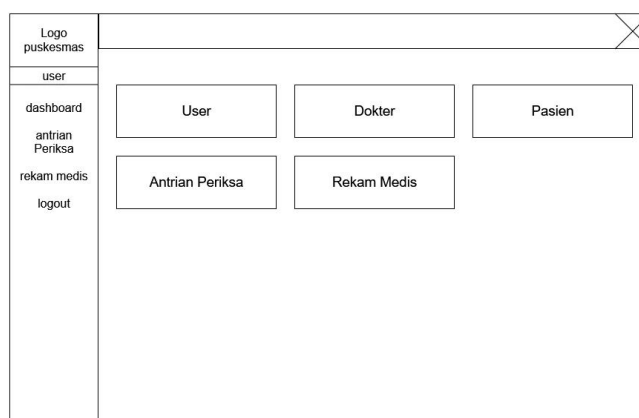 Logo
puskesmas
user
dashboard
antrian
Periksa
rekam medis
logout
User
Dokter
Pasien
Antrian Periksa
Rekam Medis